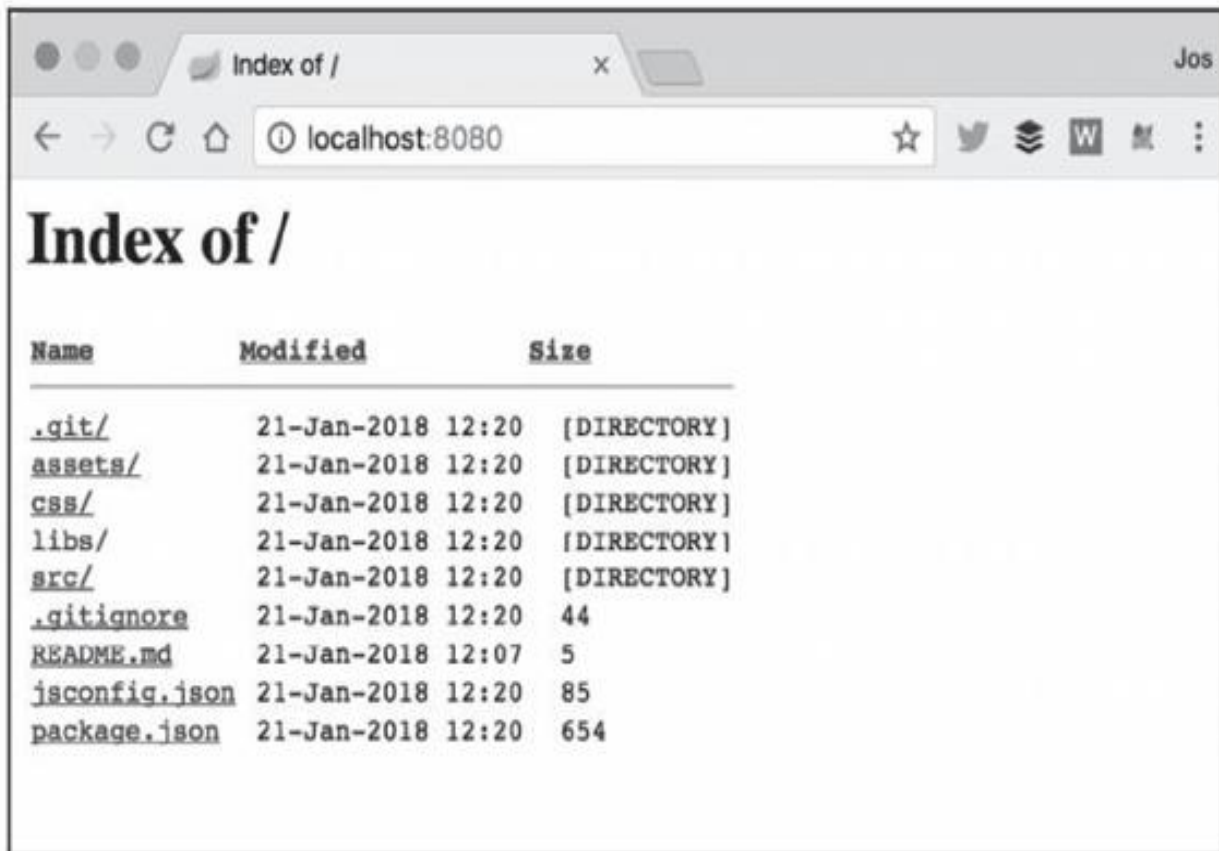 Index of /
Jos
localhost:8080
W
Index of /
Name Modified Size
.git/ 21-Jan-2018 12:20 [DIRECTORY]
assets/ 21-Jan-2018 12:20 [DIRECTORY]
css/ 21-Jan-2018 12:20 [DIRECTORY]
libs/ 21-Jan-2018 12:20 [DIRECTORY]
src/ 21-Jan-2018 12:20 [DIRECTORY]
.gitignore 21-Jan-2018 12:20 44
README.md 21-Jan-2018 12:07 5
jsconfig.json 21-Jan-2018 12:20 85
package.json 21-Jan-2018 12:20 654